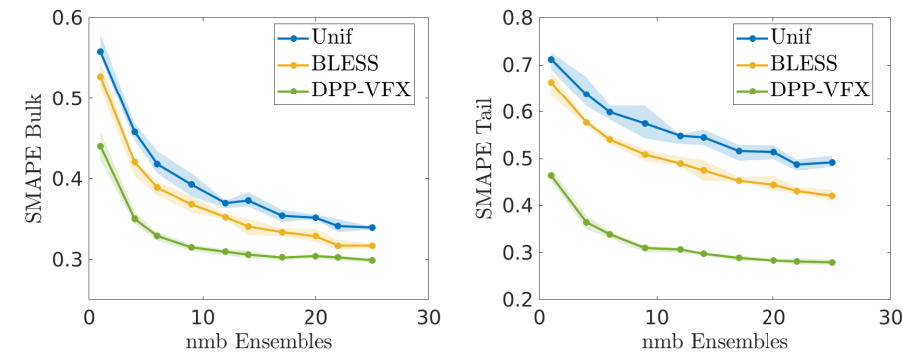 0.6
0.5
0.4
0.3
SMAPE Bulk
0
10
20
30
nmb Ensembles
Unif
BLESS
DPP-VFX
0.8
0.7
0.6
0.5
0.4
0.3
0.2
SMAPE Tail
0
10
20
30
nmb Ensembles
Unif
BLESS
DPP-VFX